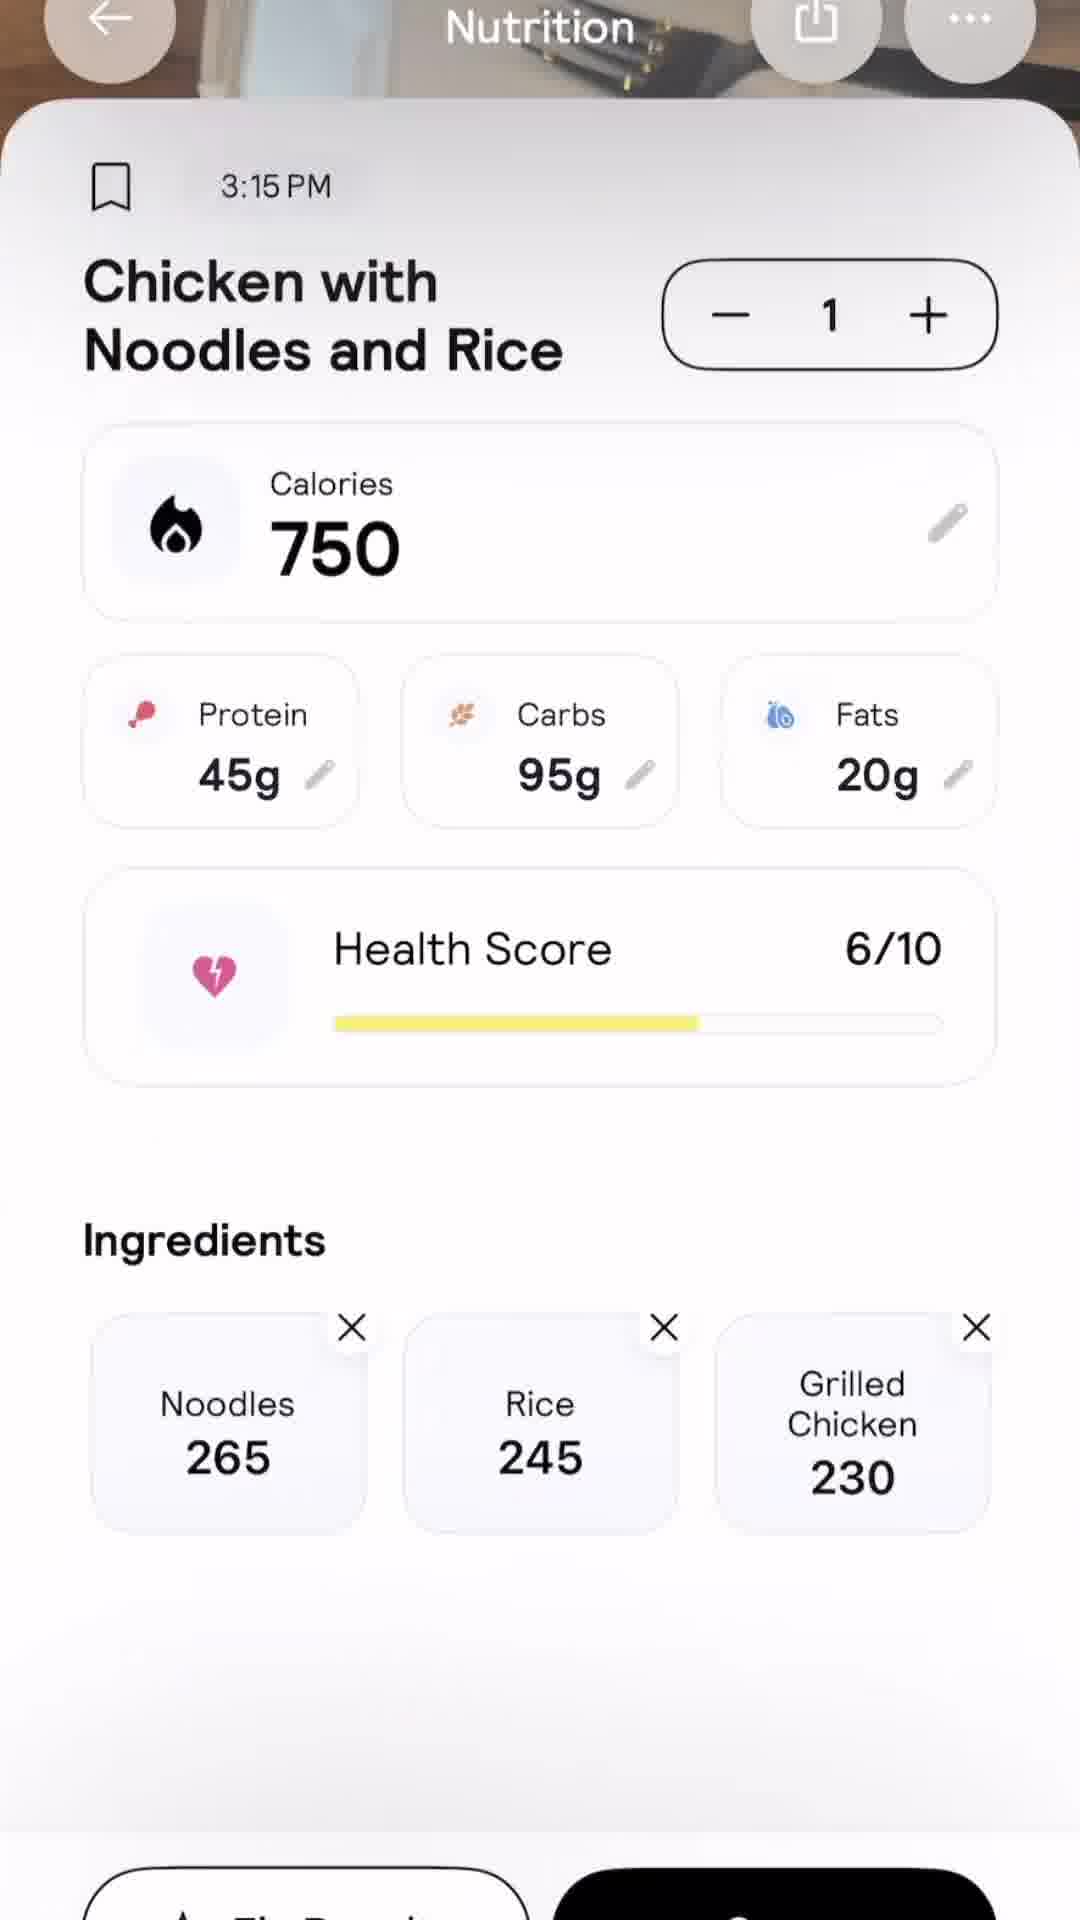 Nutrition
3:15 PM
Chicken with
Noodles and Rice
1
Calories
750
Protein
45g
Carbs
95g
Fats
20g
Health Score
6/10
Ingredients
Noodles
265
Rice
245
Grilled
Chicken
230